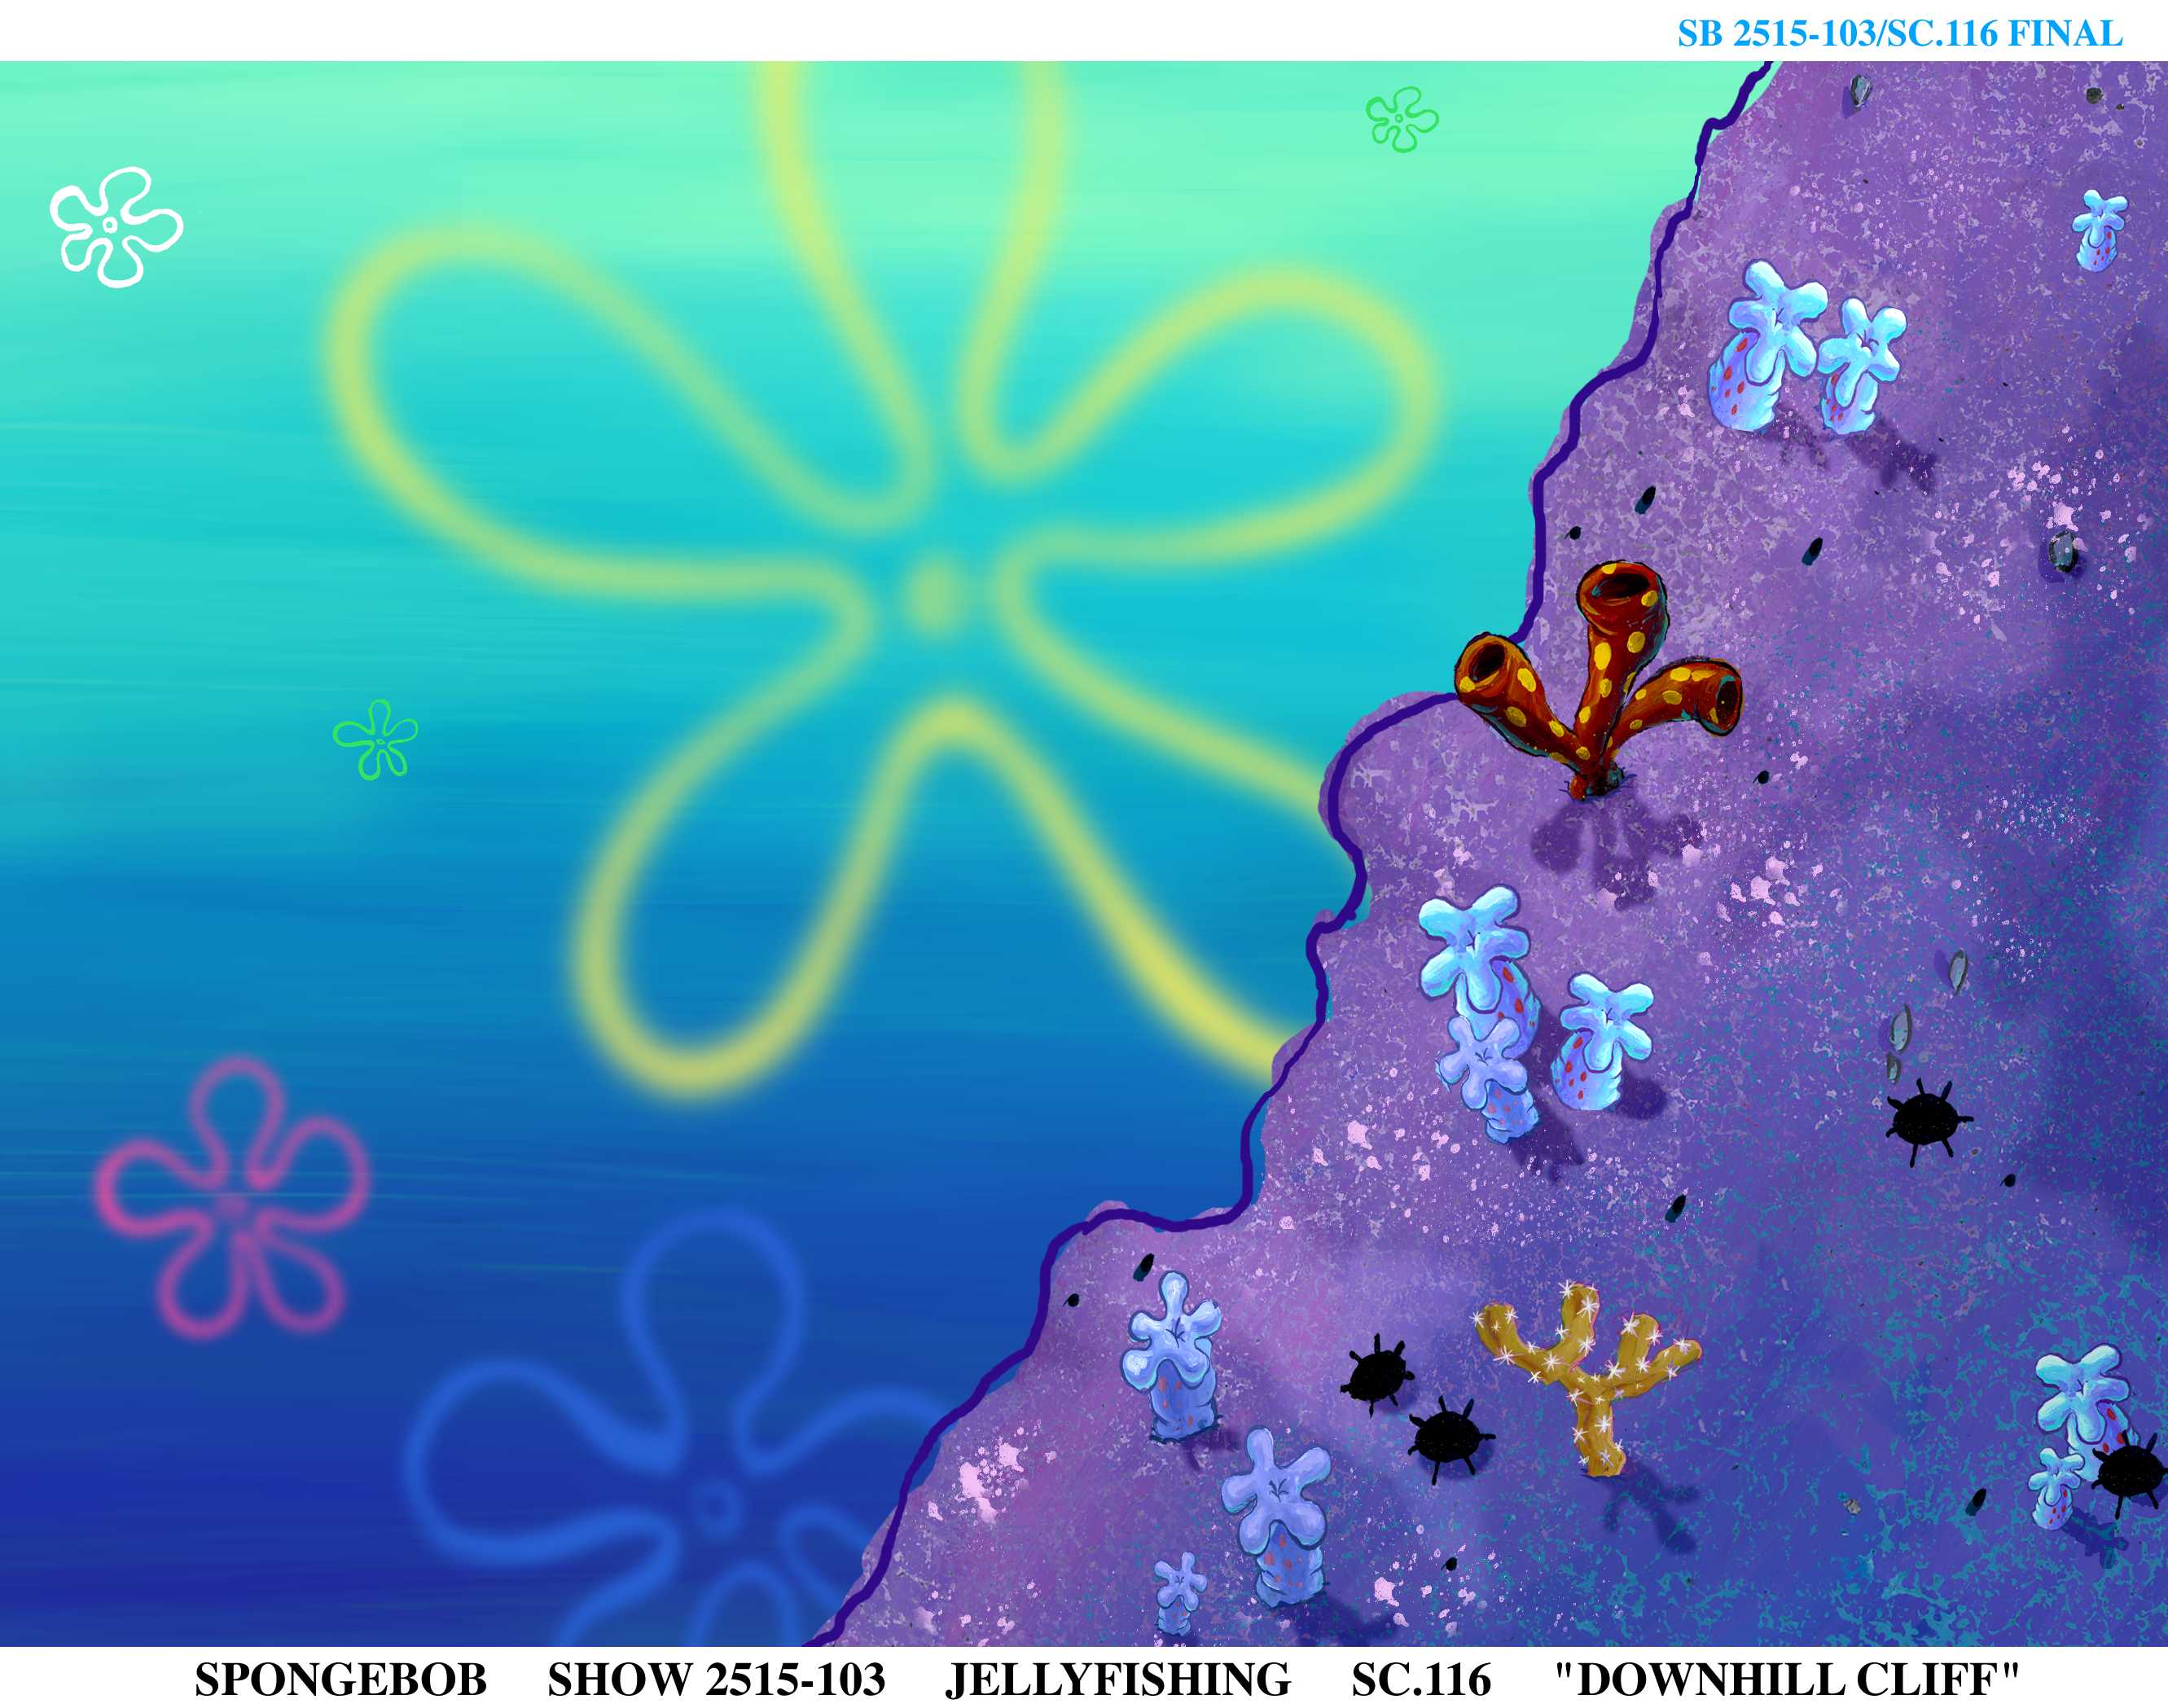 SB 2515-103/SC.116 FINAL
SPONGEBOB SHOW 2515-103 JELLYFISHING SC.116 "DOWNHILL CLIFF"